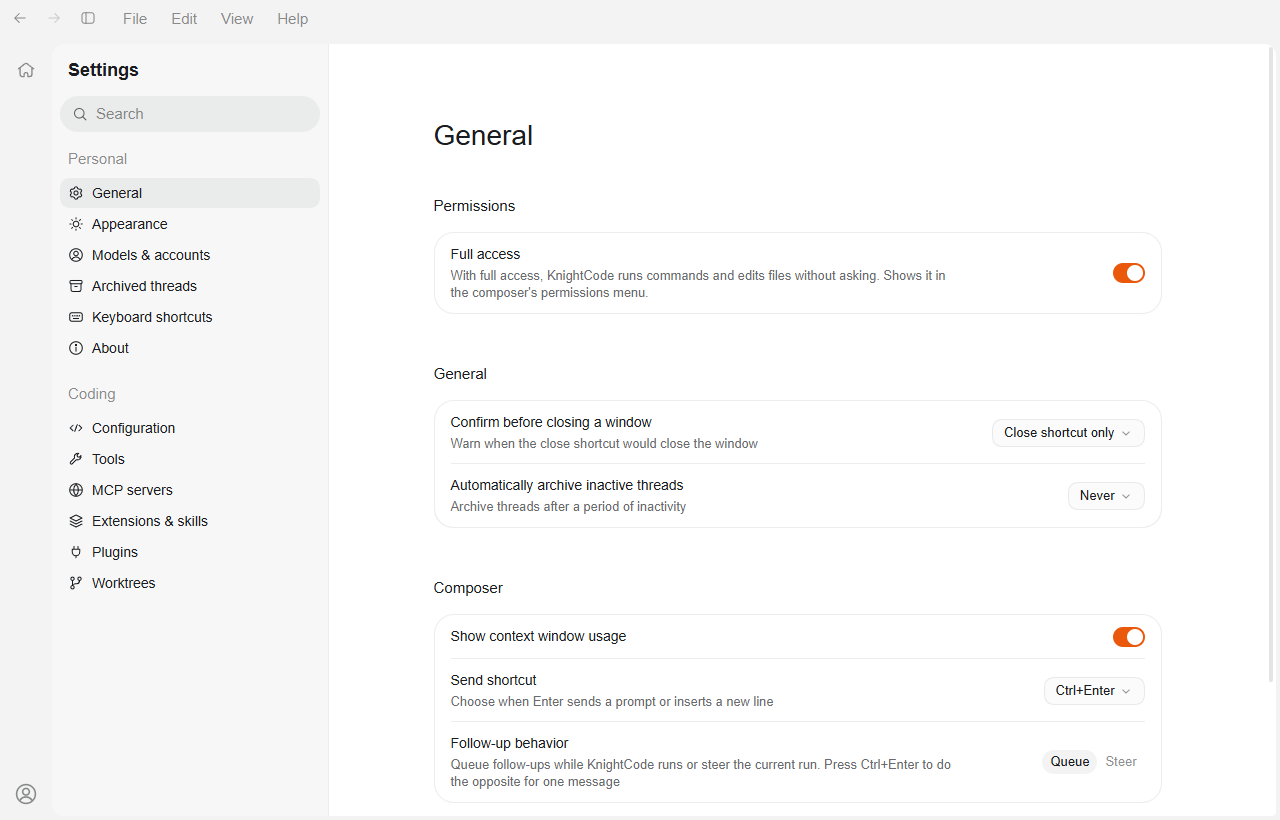 File Edit View Help
Settings
Search
Personal
General
Appearance
Models & accounts
Archived threads
Keyboard shortcuts
About
Coding
Configuration
Tools
MCP servers
Extensions & skills
Plugins
Worktrees
General
Permissions
Full access
With full access, KnightCode runs commands and edits files without asking. Shows it in
the composer's permissions menu.
General
Confirm before closing a window
Warn when the close shortcut would close the window
Close shortcut only
Automatically archive inactive threads
Archive threads after a period of inactivity
Never
Composer
Show context window usage
Send shortcut
Choose when Enter sends a prompt or inserts a new line
Ctrl+Enter
Follow-up behavior
Queue follow-ups while KnightCode runs or steer the current run. Press Ctrl+Enter to do
the opposite for one message
Queue Steer